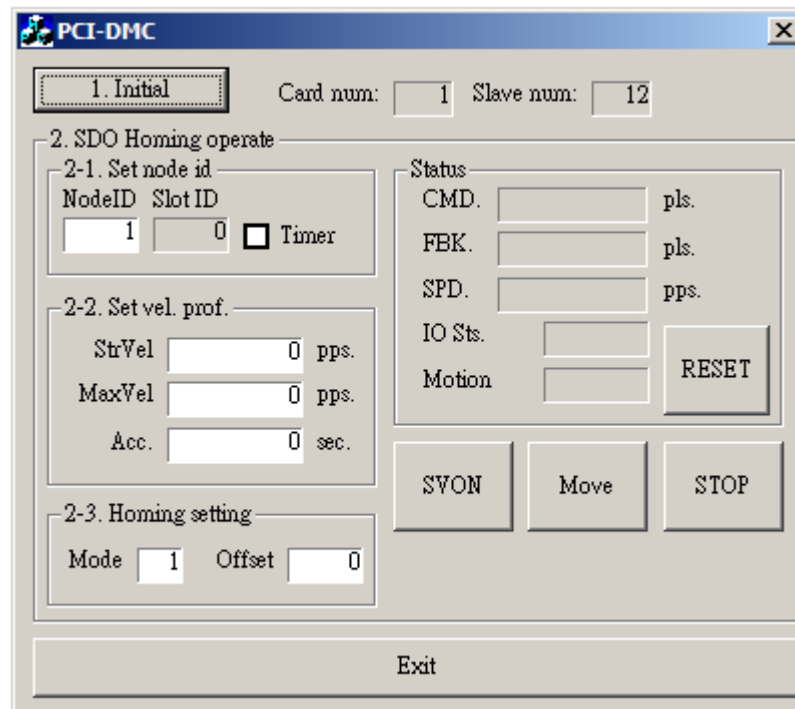 PCI-DMC
1. Initial Card num: 1 Slave num: 12
2. SDO Homing operate
2-1. Set node id
NodeID Slot ID
1 0 Timer
2-2. Set vel. prof.
StrVel 0 pps.
MaxVel 0 pps.
Acc. 0 sec.
2-3. Homing setting
Mode 1 Offset 0
Status
CMD. pls.
FBK. pls.
SPD. pps.
IO Sts.
Motion
RESET
SVON Move STOP
Exit